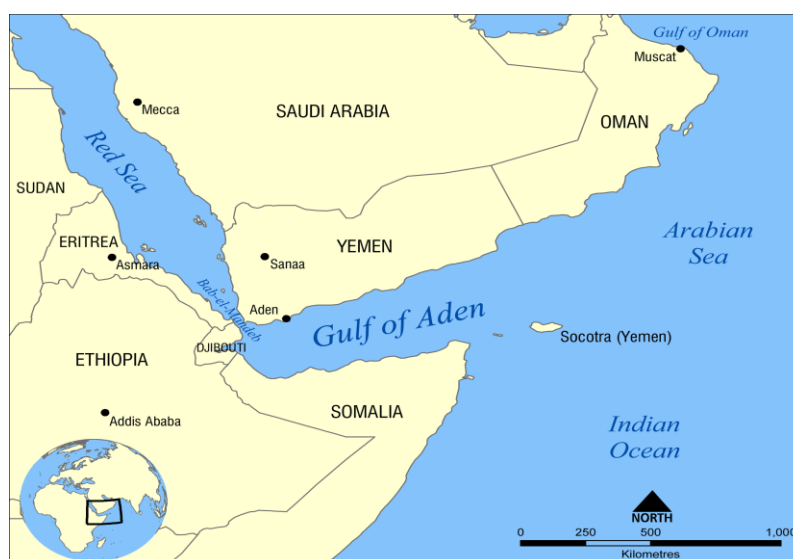 Gulf of Oman
Muscat
Mecca
SAUDI ARABIA
OMAN
Red Sea
SUDAN
Arabian
Sea
ERITREA
YEMEN
Asmara
Sanaa
Bab-el-Mandeb
Aden
Gulf of Aden
Socotra (Yemen)
DJIBOUTI
ETHIOPIA
SOMALIA
Addis Ababa
Indian
Ocean
NORTH
0 250 500 1,000
Kilometres